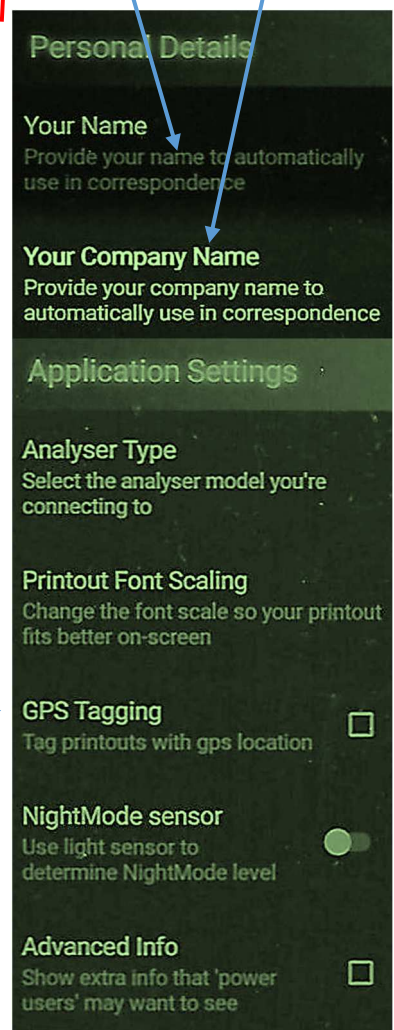 Personal Details
Your Name
Provide your name to automatically
use in correspondence
Your Company Name
Provide your company name to
automatically use in correspondence
Application Settings
Analyser Type
Select the analyser model you're
connecting to
Printout Font Scaling
Change the font scale so your printout
fits better on-screen
GPS Tagging
Tag printouts with gps location
NightMode sensor
Use light sensor to
determine NightMode level
Advanced Info
Show extra info that 'power
users' may want to see